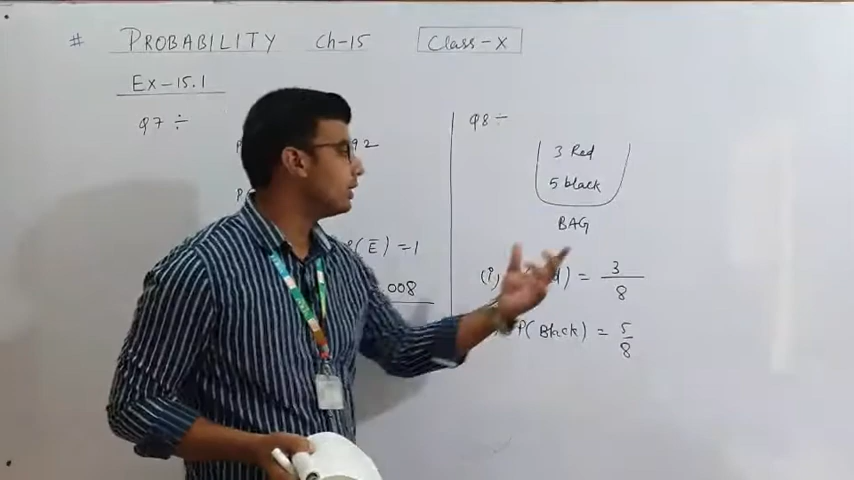 # PROBABILITY Ch-15 Class-X
Ex-15.1
Q7 ÷
92
(Ē) = 1
008
Q8 ÷
3 Red
5 black
BAG
(i) d) = 3/8
P(Black) = 5/8